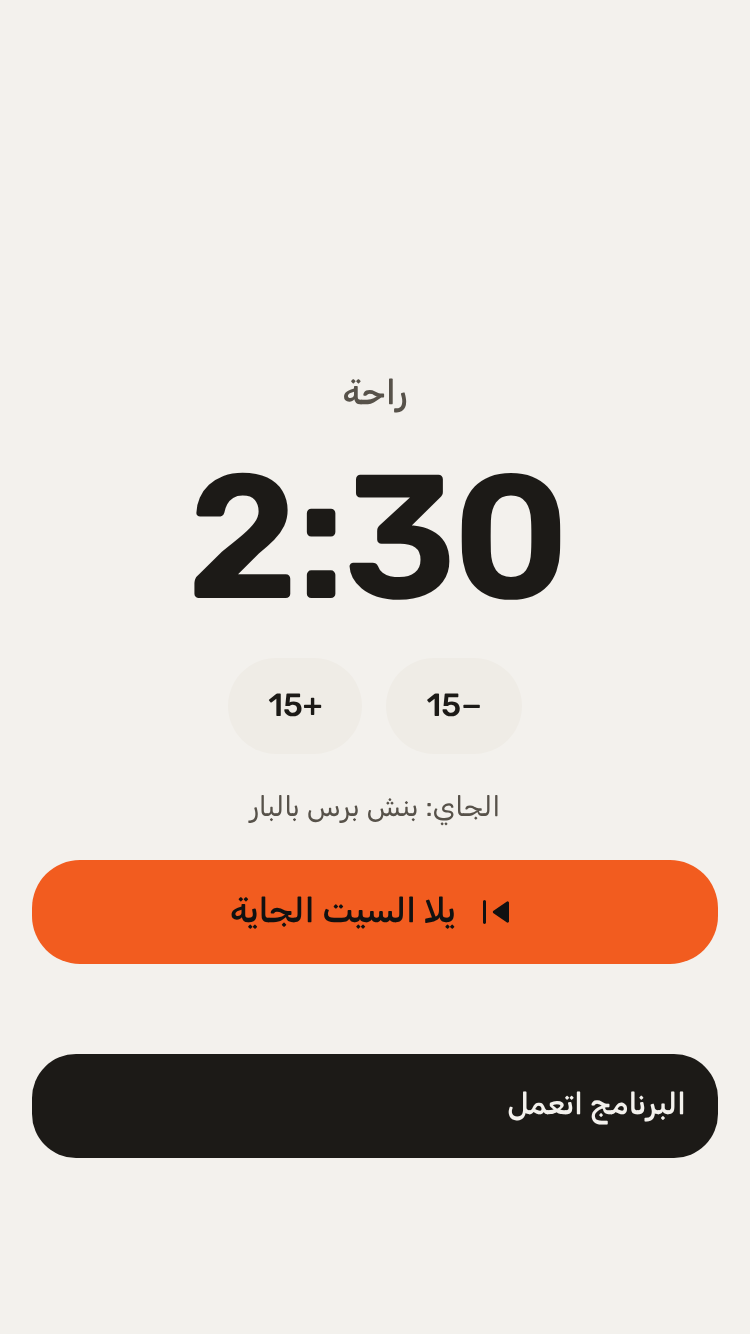 راحة
2:30
−15
+15
الجاي: بنش برس بالبار
يلا السيت الجاية
البرنامج اتعمل